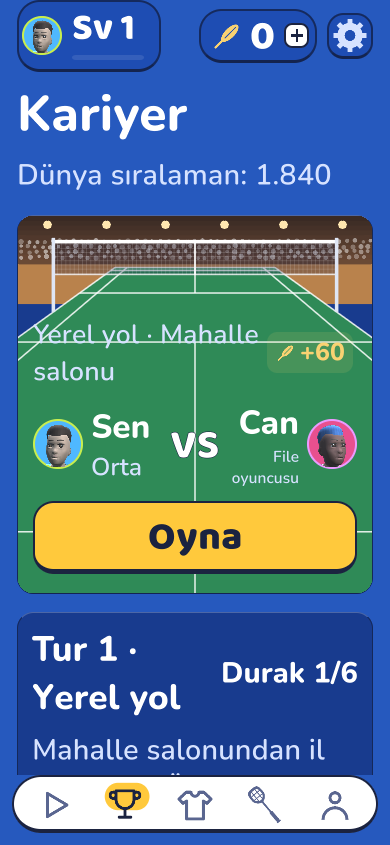 Sv 1
0
Kariyer
Dünya sıralaman: 1.840
Yerel yol · Mahalle
salonu
+60
Sen
Orta
VS
Can
File
oyuncusu
Oyna
Tur 1 ·
Yerel yol
Durak 1/6
Mahalle salonundan il